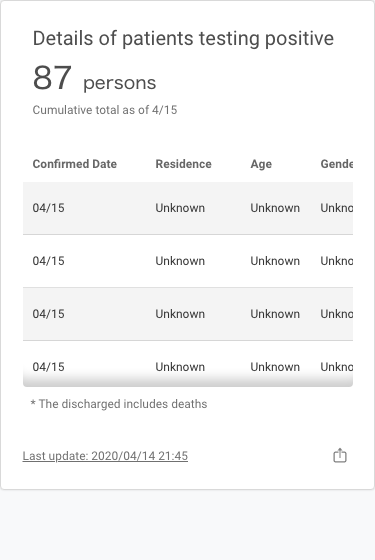 Details of patients testing positive
87 persons
Cumulative total as of 4/15
Confirmed Date Residence Age Gende
04/15 Unknown Unknown Unkno
04/15 Unknown Unknown Unkno
04/15 Unknown Unknown Unkno
04/15 Unknown Unknown Unkno
* The discharged includes deaths
Last update: 2020/04/14 21:45